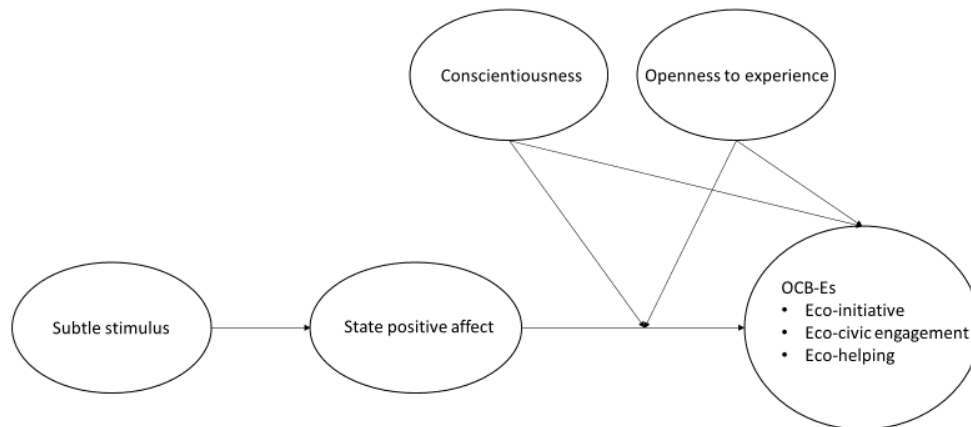 Conscientiousness
Openness to experience
Subtle stimulus
State positive affect
OCB-Es
• Eco-initiative
• Eco-civic engagement
• Eco-helping